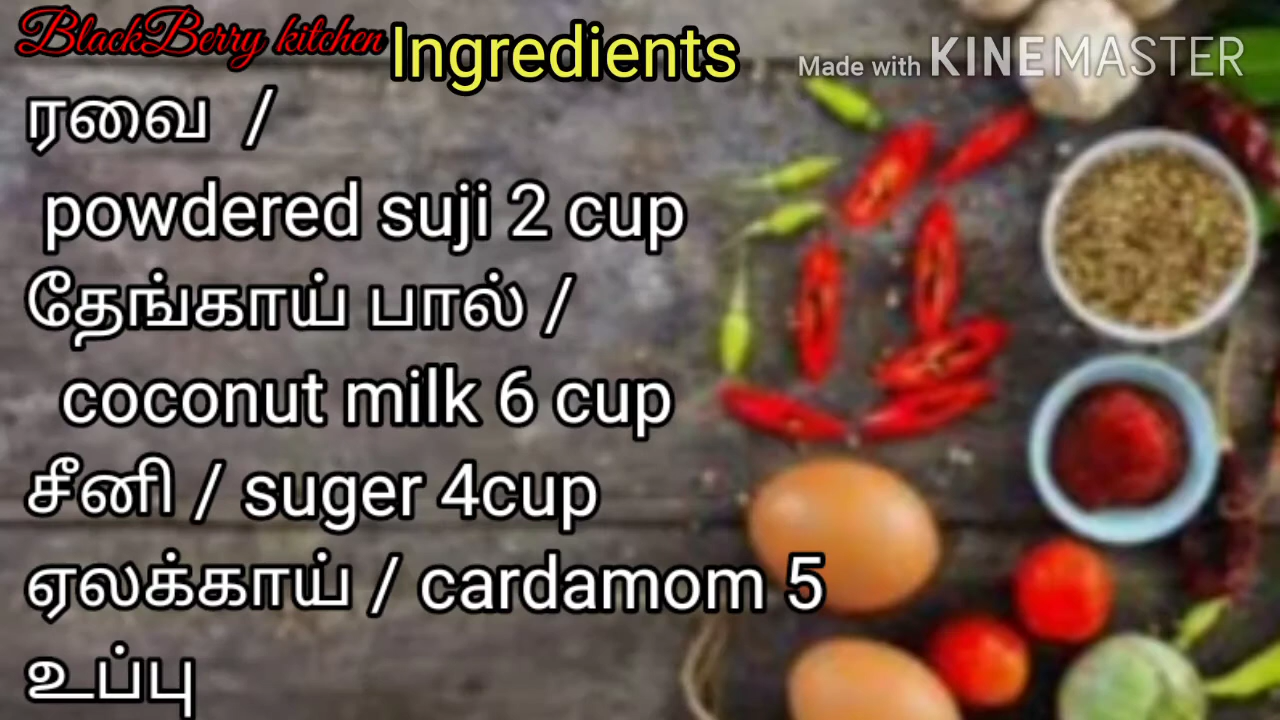 BlackBerry kitchen
Ingredients
Made with KINEMASTER
ரவை /
powdered suji 2 cup
தேங்காய் பால் /
coconut milk 6 cup
சீனி / suger 4cup
ஏலக்காய் / cardamom 5
உப்பு